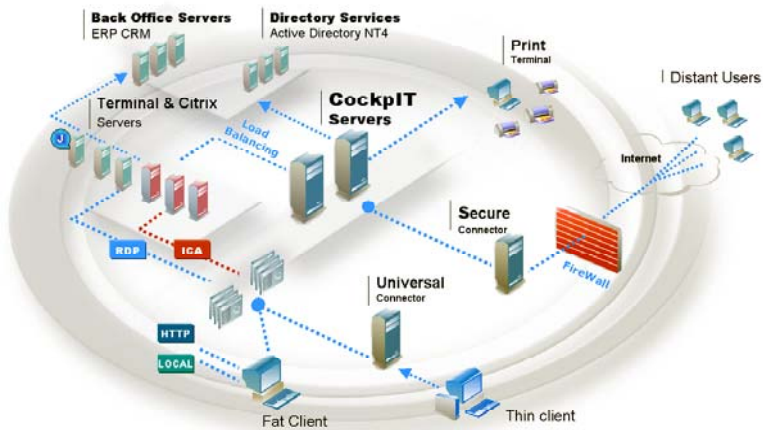 Back Office Servers
ERP CRM
Directory Services
Active Directory NT4
Print
Terminal
Distant Users
Terminal & Citrix
Servers
CockpIT
Servers
J
Load
Balancing
Internet
Secure
Connector
RDP
ICA
FireWall
Universal
Connector
HTTP
LOCAL
Fat Client
Thin client